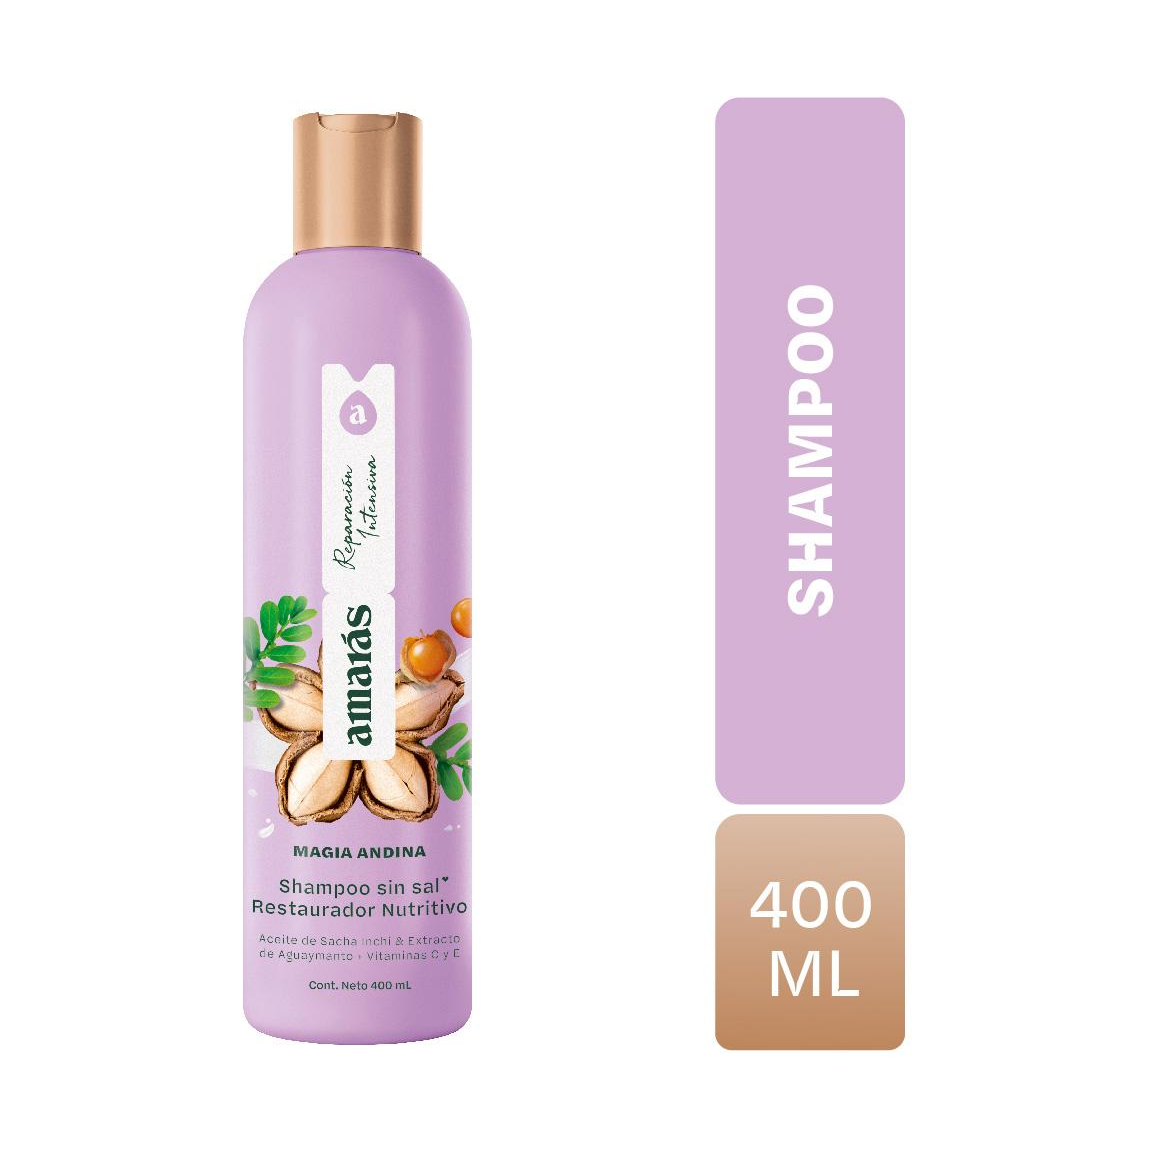 a
Reparación
Intensiva
amarás
MAGIA ANDINA
Shampoo sin sal♥
Restaurador Nutritivo
Aceite de Sacha Inchi & Extracto
de Aguaymanto + Vitaminas C y E
Cont. Neto 400 mL
SHAMPOO
400
ML